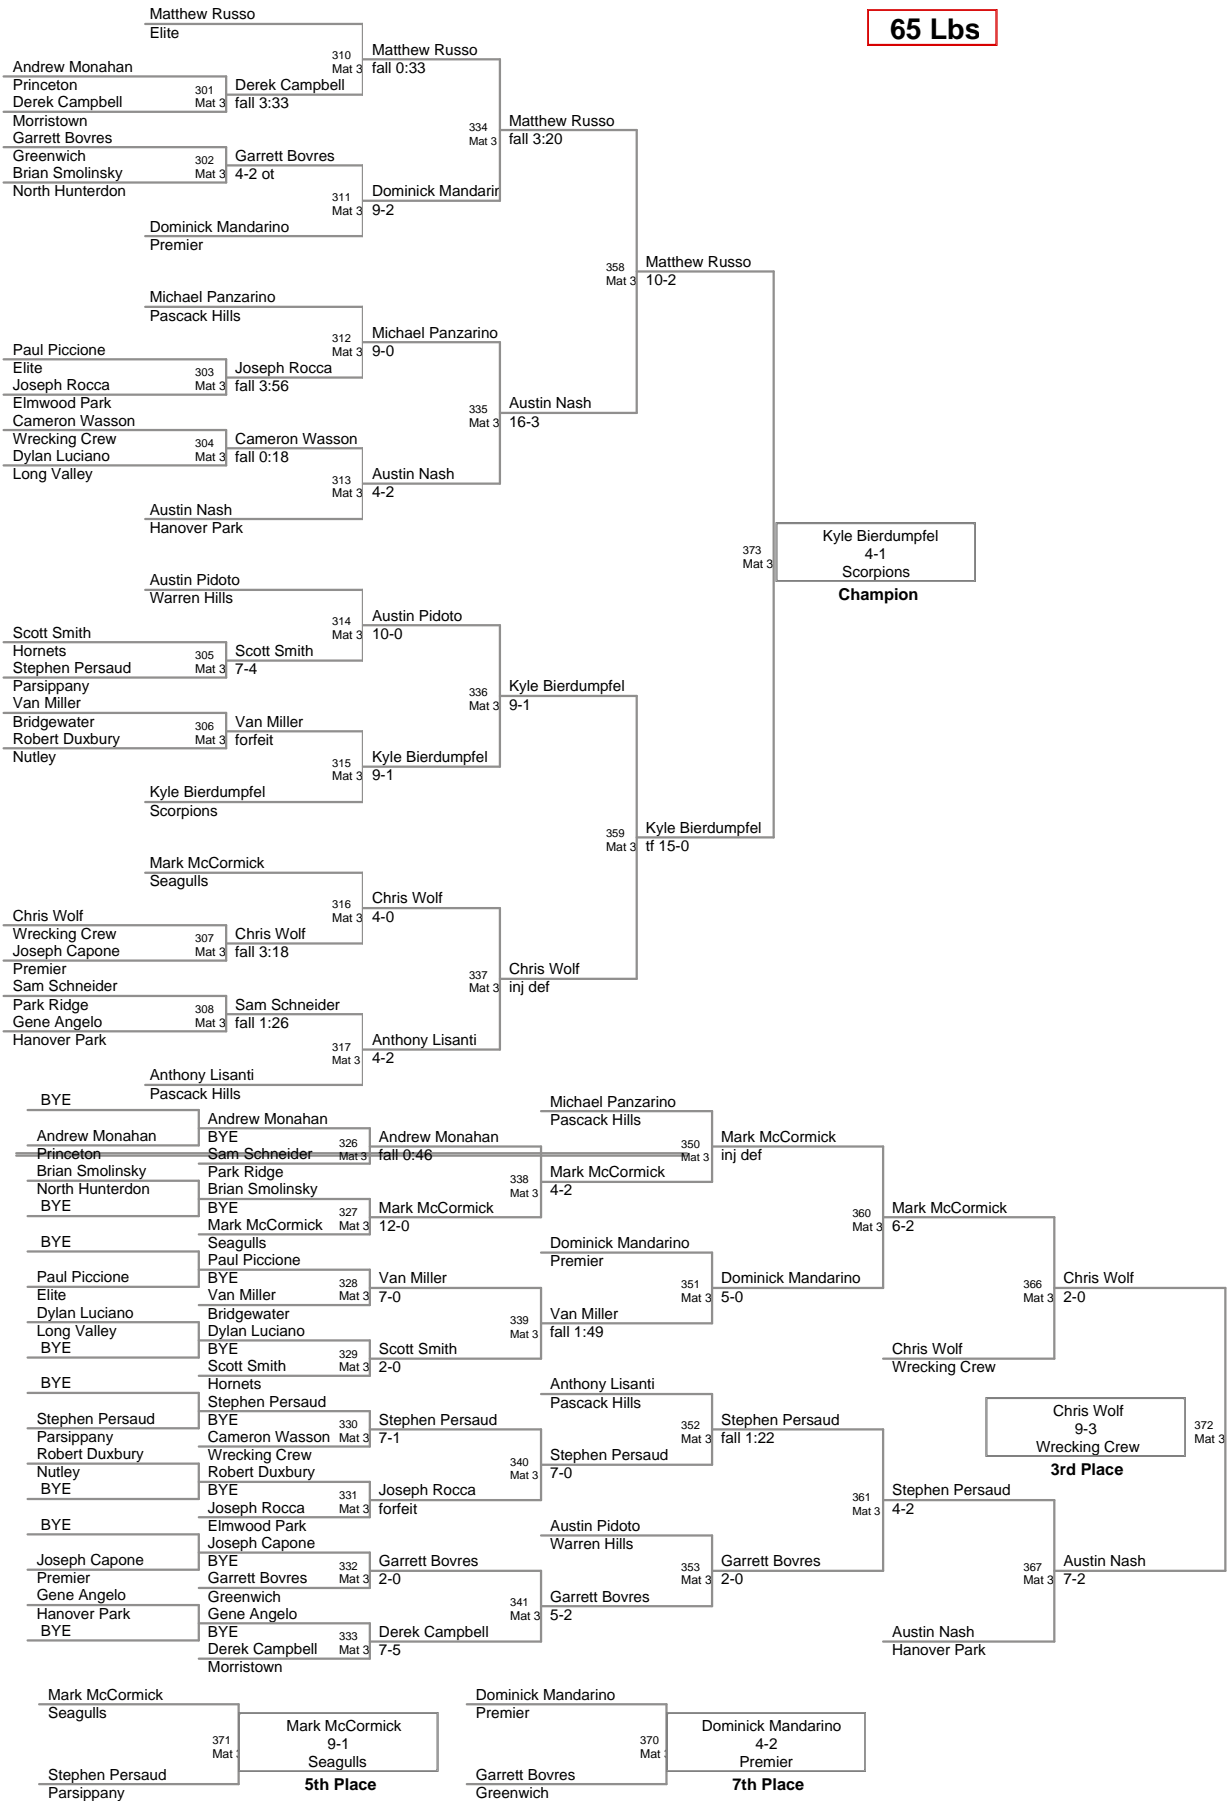 65 Lbs
Matthew Russo
Elite
310
Mat 3
Matthew Russo
fall 0:33
Andrew Monahan
Princeton
Derek Campbell
Morristown
301
Mat 3
Derek Campbell
fall 3:33
334
Mat 3
Matthew Russo
fall 3:20
Garrett Bovres
Greenwich
Brian Smolinsky
North Hunterdon
302
Mat 3
Garrett Bovres
4-2 ot
311
Mat 3
Dominick Mandarir
9-2
Dominick Mandarino
Premier
358
Mat 3
Matthew Russo
10-2
Michael Panzarino
Pascack Hills
312
Mat 3
Michael Panzarino
9-0
Paul Piccione
Elite
Joseph Rocca
Elmwood Park
303
Mat 3
Joseph Rocca
fall 3:56
335
Mat 3
Austin Nash
16-3
Cameron Wasson
Wrecking Crew
Dylan Luciano
Long Valley
304
Mat 3
Cameron Wasson
fall 0:18
313
Mat 3
Austin Nash
4-2
Austin Nash
Hanover Park
373
Mat 3
Kyle Bierdumpfel
4-1
Scorpions
Champion
Austin Pidoto
Warren Hills
314
Mat 3
Austin Pidoto
10-0
Scott Smith
Hornets
Stephen Persaud
Parsippany
305
Mat 3
Scott Smith
7-4
336
Mat 3
Kyle Bierdumpfel
9-1
Van Miller
Bridgewater
Robert Duxbury
Nutley
306
Mat 3
Van Miller
forfeit
315
Mat 3
Kyle Bierdumpfel
9-1
Kyle Bierdumpfel
Scorpions
359
Mat 3
Kyle Bierdumpfel
tf 15-0
Mark McCormick
Seagulls
316
Mat 3
Chris Wolf
4-0
Chris Wolf
Wrecking Crew
Joseph Capone
Premier
307
Mat 3
Chris Wolf
fall 3:18
337
Mat 3
Chris Wolf
inj def
Sam Schneider
Park Ridge
Gene Angelo
Hanover Park
308
Mat 3
Sam Schneider
fall 1:26
317
Mat 3
Anthony Lisanti
4-2
Anthony Lisanti
Pascack Hills
BYE
Andrew Monahan
Princeton
Brian Smolinsky
North Hunterdon
BYE
Andrew Monahan
BYE
Sam Schneider
Park Ridge
Brian Smolinsky
BYE
Mark McCormick
Seagulls
326
Mat 3
Andrew Monahan
fall 0:46
327
Mat 3
Mark McCormick
12-0
338
Mat 3
Mark McCormick
4-2
Michael Panzarino
Pascack Hills
350
Mat 3
Mark McCormick
inj def
BYE
Paul Piccione
Elite
Dylan Luciano
Long Valley
BYE
Paul Piccione
BYE
Van Miller
Bridgewater
Dylan Luciano
BYE
Scott Smith
Hornets
328
Mat 3
Van Miller
7-0
329
Mat 3
Scott Smith
2-0
339
Mat 3
Van Miller
fall 1:49
Dominick Mandarino
Premier
351
Mat 3
Dominick Mandarino
5-0
360
Mat 3
Mark McCormick
6-2
Chris Wolf
Wrecking Crew
366
Mat 3
Chris Wolf
2-0
BYE
Stephen Persaud
Parsippany
Robert Duxbury
Nutley
BYE
Stephen Persaud
BYE
Cameron Wasson
Wrecking Crew
Robert Duxbury
BYE
Joseph Rocca
Elmwood Park
330
Mat 3
Stephen Persaud
7-1
331
Mat 3
Joseph Rocca
forfeit
340
Mat 3
Stephen Persaud
7-0
Anthony Lisanti
Pascack Hills
352
Mat 3
Stephen Persaud
fall 1:22
Chris Wolf
9-3
Wrecking Crew
3rd Place
372
Mat 3
BYE
Joseph Capone
Premier
Gene Angelo
Hanover Park
BYE
Joseph Capone
BYE
Garrett Bovres
Greenwich
Gene Angelo
BYE
Derek Campbell
Morristown
332
Mat 3
Garrett Bovres
2-0
333
Mat 3
Derek Campbell
7-5
341
Mat 3
Garrett Bovres
5-2
Austin Pidoto
Warren Hills
353
Mat 3
Garrett Bovres
2-0
361
Mat 3
Stephen Persaud
4-2
Austin Nash
Hanover Park
367
Mat 3
Austin Nash
7-2
Mark McCormick
Seagulls
Stephen Persaud
Parsippany
371
Mat
Mark McCormick
9-1
Seagulls
5th Place
Dominick Mandarino
Premier
Garrett Bovres
Greenwich
370
Mat
Dominick Mandarino
4-2
Premier
7th Place